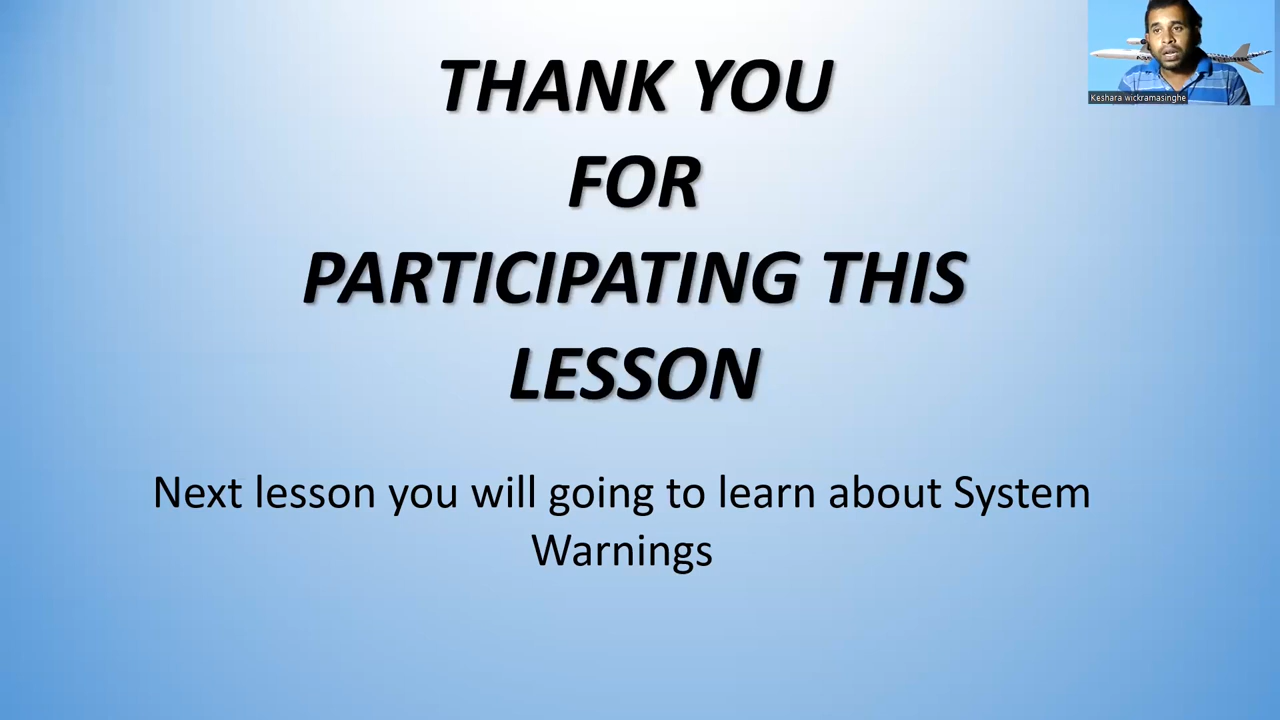 THANK YOU
FOR
PARTICIPATING THIS
LESSON
Next lesson you will going to learn about System
Warnings
Keshara wickramasinghe